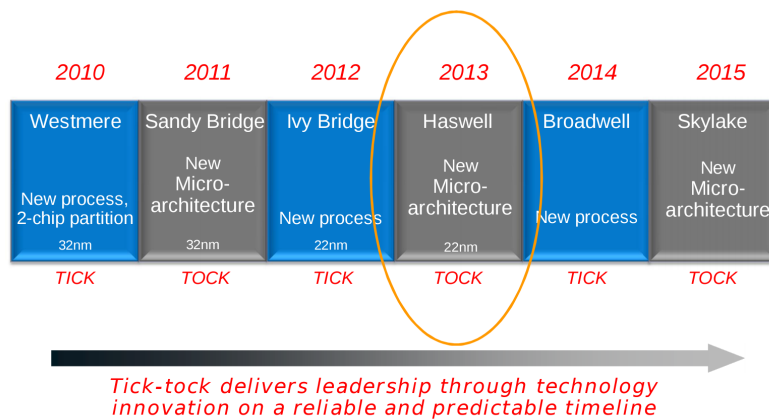 2010 2011 2012 2013 2014 2015
Westmere Sandy Bridge Ivy Bridge Haswell Broadwell Skylake
New process,
2-chip partition
32nm
New
Micro-
architecture
32nm
New process
22nm
New
Micro-
architecture
22nm
New process
New
Micro-
architecture
TICK TOCK TICK TOCK TICK TOCK
Tick-tock delivers leadership through technology
innovation on a reliable and predictable timeline